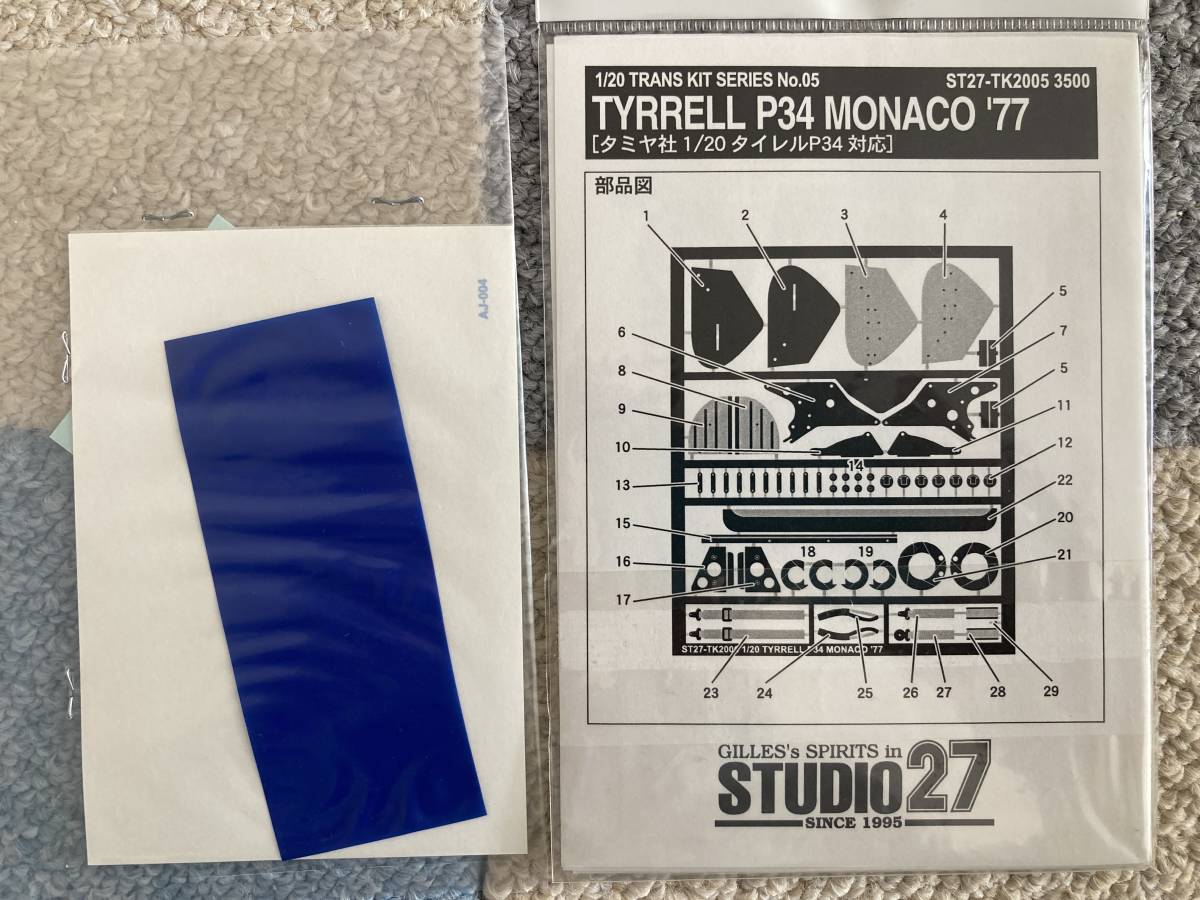 AJ-004
1/20 TRANS KIT SERIES No.05 ST27-TK2005 3500
TYRRELL P34 MONACO '77
[タミヤ社 1/20 タイレルP34 対応]
部品図
1 2 3 4
5
6 7
8 5
9 11
10 12
14
13 22
15 20
18 19
16 21
17
ST27-TK2005 1/20 TYRRELL P34 MONACO '77
23 24 25 26 27 28 29
GILLES's SPIRITS in
STUDIO27
SINCE 1995